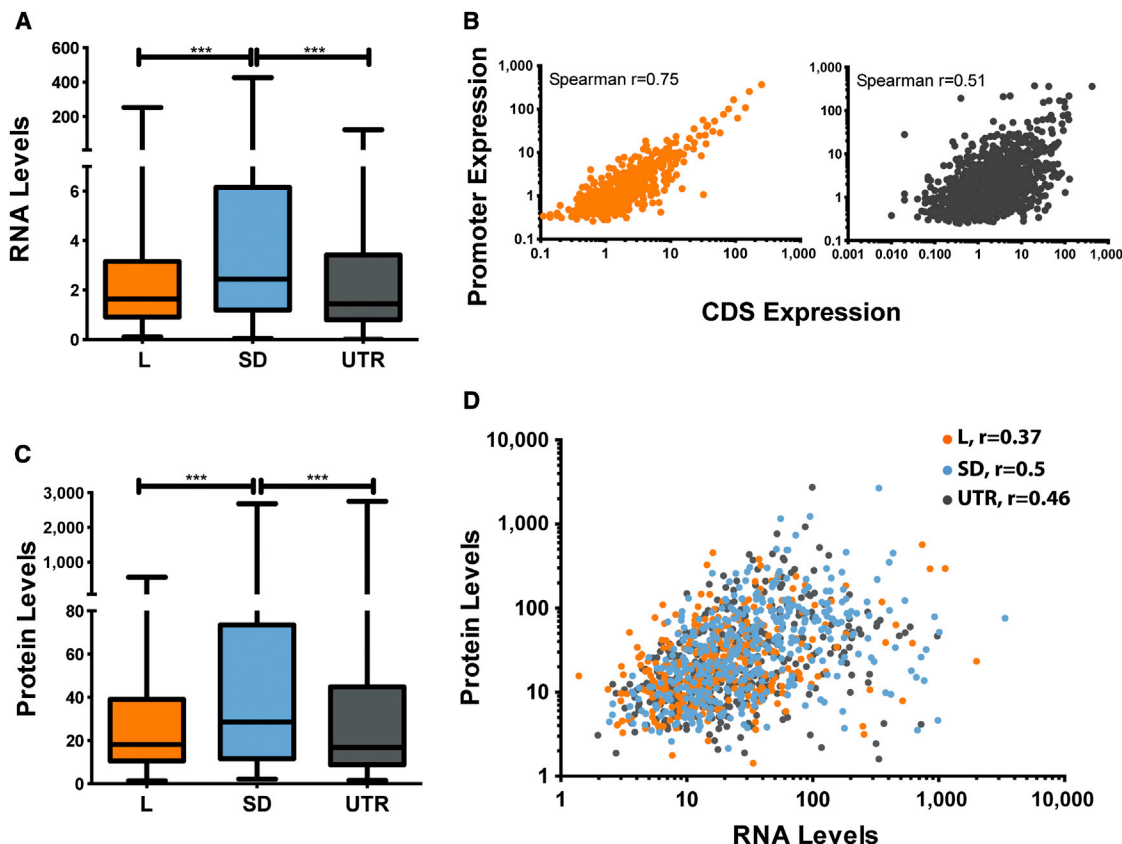 A
RNA Levels
600
400
200
6
4
2
0
***
***
L
SD
UTR
B
Promoter Expression
1,000
100
10
1
0.1
Spearman r=0.75
0.1
1
10
100
1,000
1,000
100
10
1
0.1
Spearman r=0.51
0.001
0.01
0.100
1
10
100
1,000
CDS Expression
C
Protein Levels
3,000
2,000
1,000
80
60
40
20
0
***
***
L
SD
UTR
D
Protein Levels
10,000
1,000
100
10
1
L, r=0.37
SD, r=0.5
UTR, r=0.46
1
10
100
1,000
10,000
RNA Levels